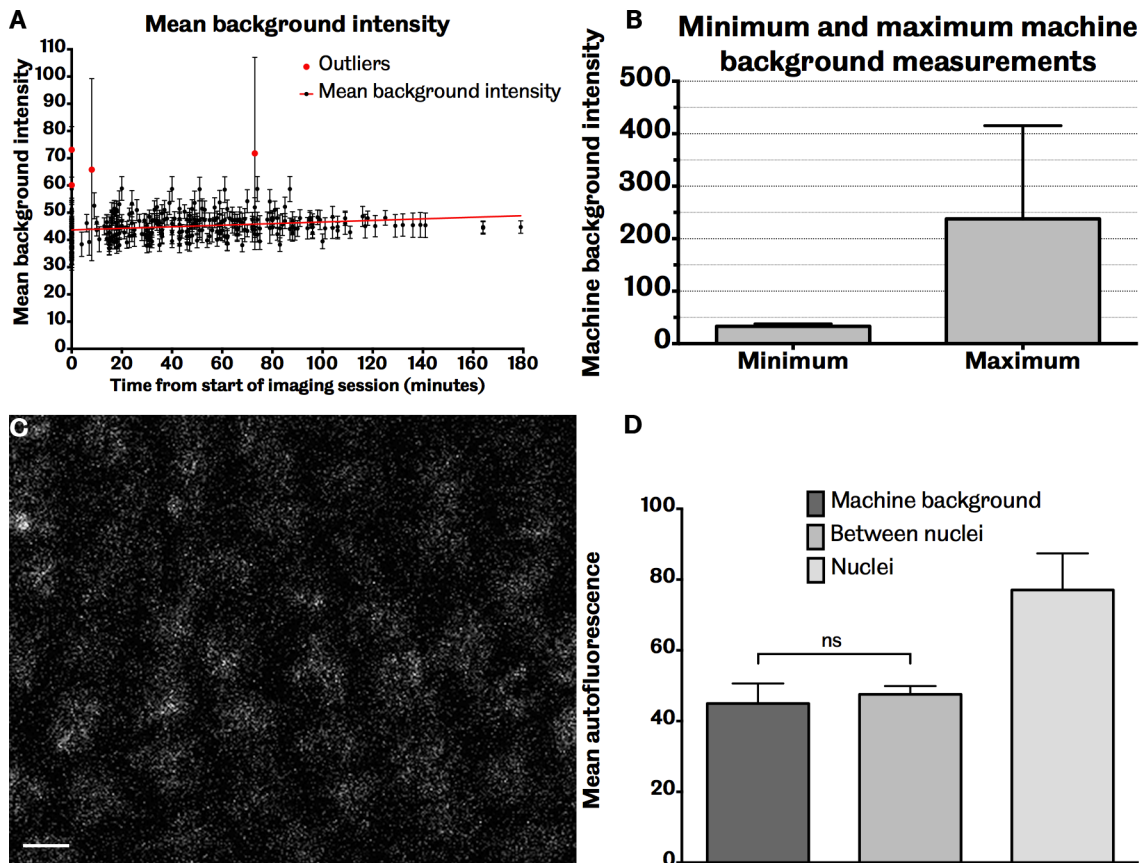 A
Mean background intensity
Mean background intensity
110
100
90
80
70
60
50
40
30
20
10
0
Outliers
Mean background intensity
0 20 40 60 80 100 120 140 160 180
Time from start of imaging session (minutes)
B
Minimum and maximum machine
background measurements
Machine background intensity
500
400
300
200
100
0
Minimum Maximum
C
D
Mean autofluorescence
100
80
60
40
20
0
Machine background
Between nuclei
Nuclei
ns